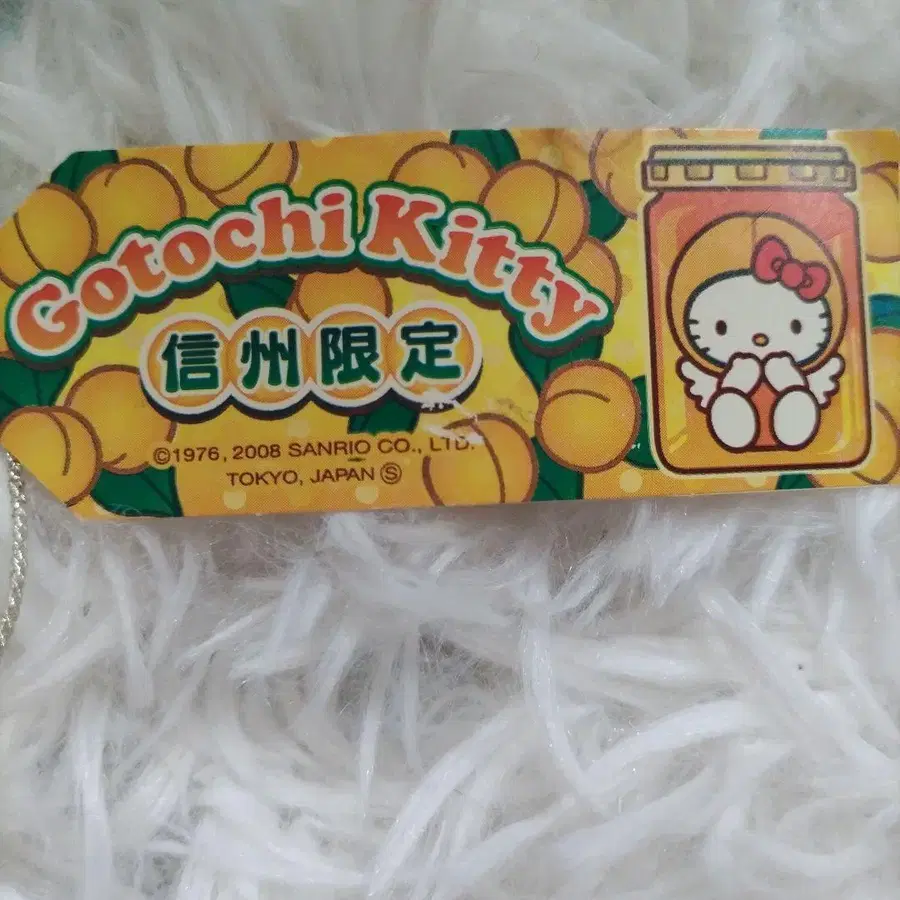 Gotochi Kitty
信州限定
©1976, 2008 SANRIO CO., LTD.
TOKYO, JAPAN Ⓢ